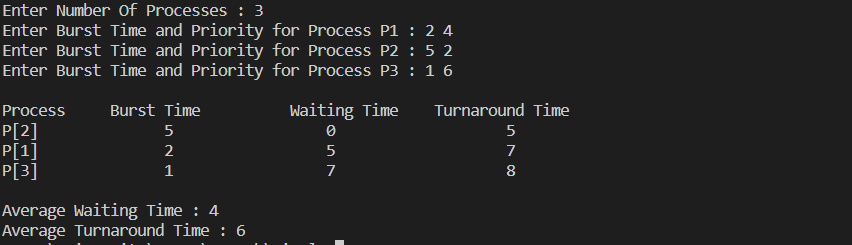 Enter Number Of Processes : 3
Enter Burst Time and Priority for Process P1 : 2 4
Enter Burst Time and Priority for Process P2 : 5 2
Enter Burst Time and Priority for Process P3 : 1 6
Process Burst Time Waiting Time Turnaround Time
P[2] 5 0 5
P[1] 2 5 7
P[3] 1 7 8
Average Waiting Time : 4
Average Turnaround Time : 6